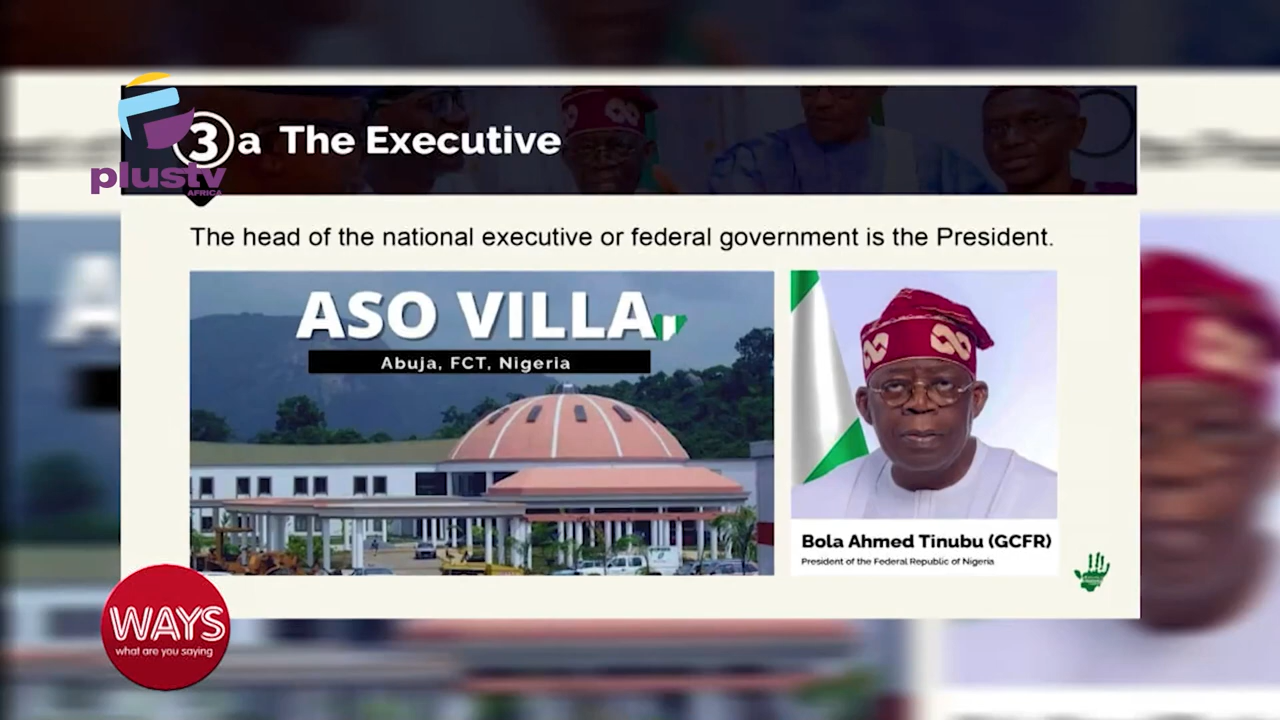 3 a The Executive
plustv
AFRICA
The head of the national executive or federal government is the President.
ASO VILLA
Abuja, FCT, Nigeria
Bola Ahmed Tinubu (GCFR)
President of the Federal Republic of Nigeria
WAYS
what are you saying